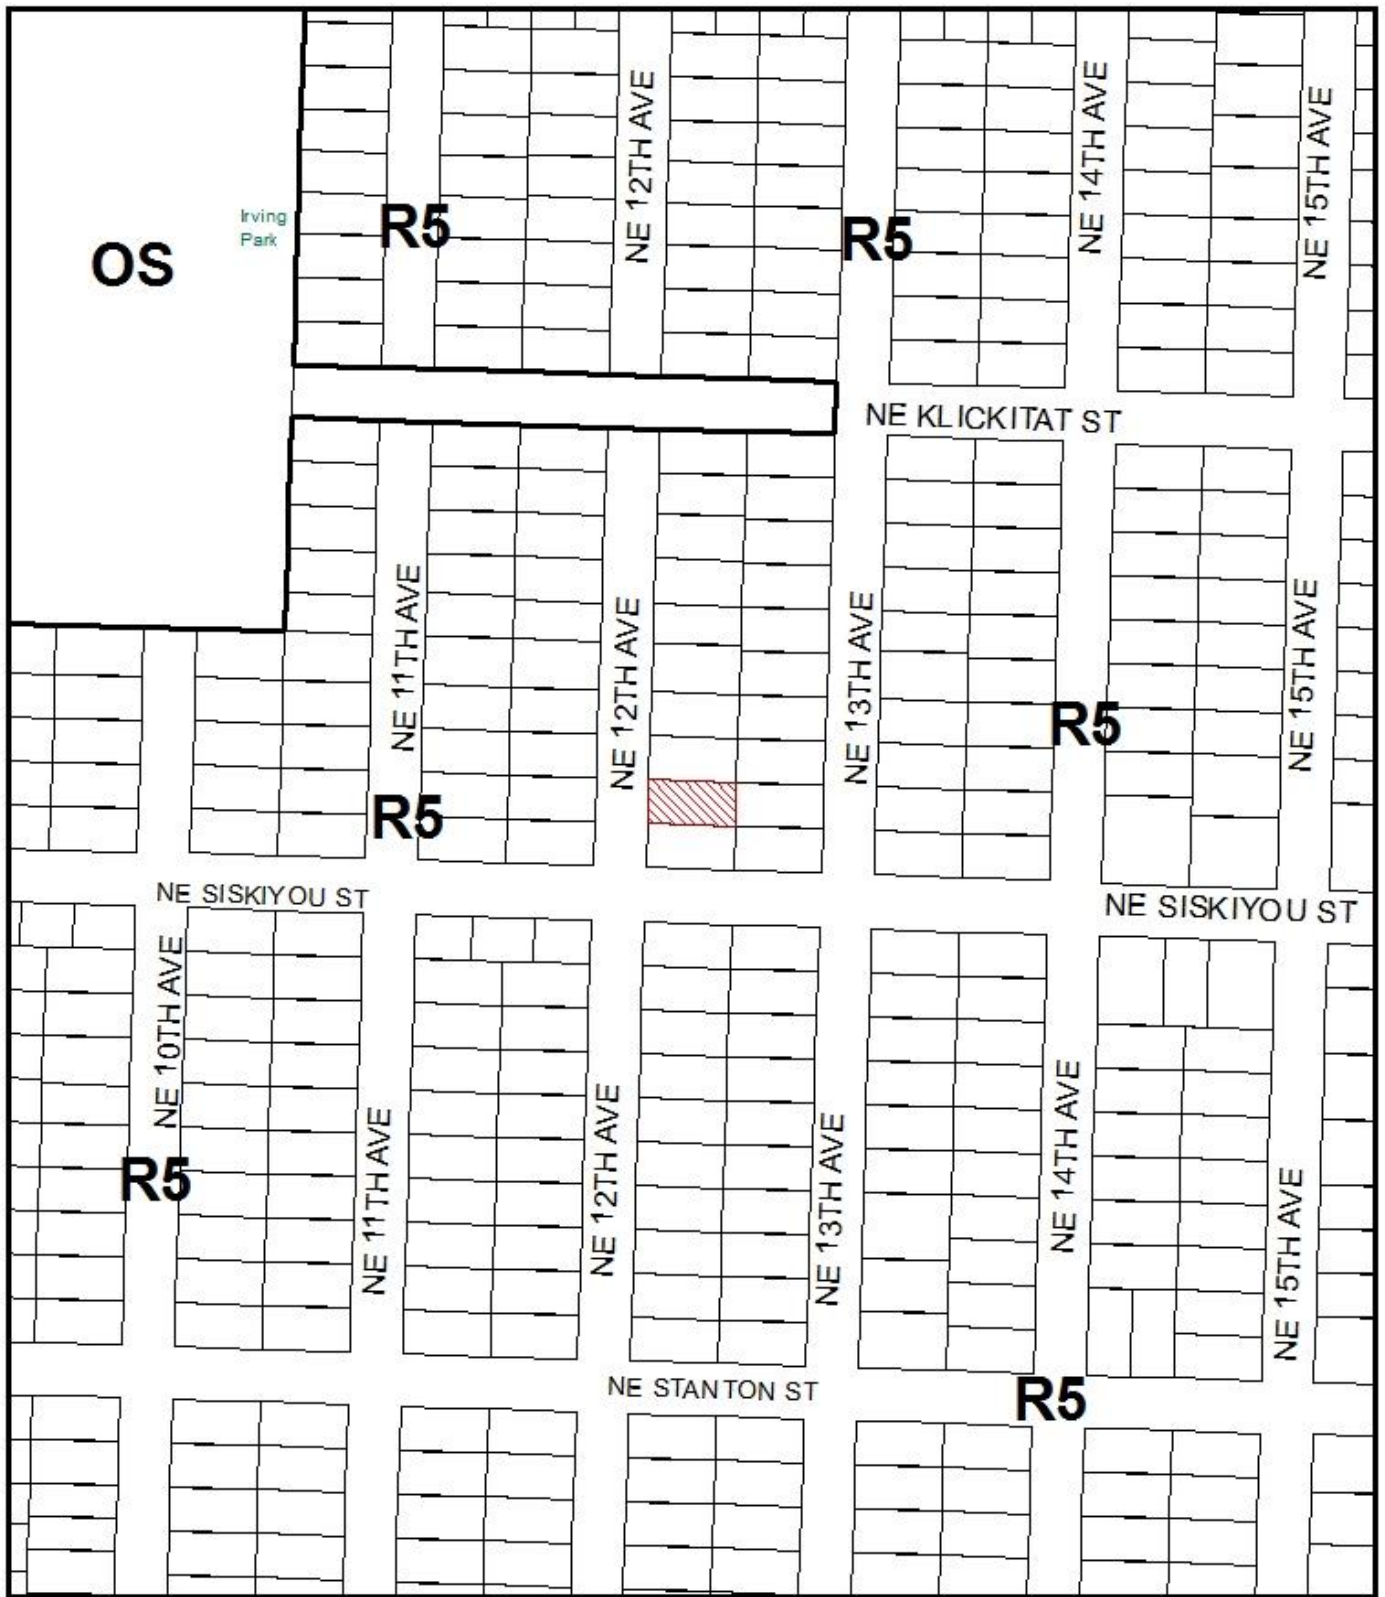 NE 12TH AVE
NE 14TH AVE
NE 15TH AVE
Irving
Park
R5
R5
OS
NE KLICKITAT ST
NE 11TH AVE
NE 12TH AVE
NE 13TH AVE
NE 15TH AVE
R5
R5
NE SISKIYOU ST
NE SISKIYOU ST
NE 10TH AVE
NE 11TH AVE
NE 12TH AVE
NE 13TH AVE
NE 14TH AVE
NE 15TH AVE
R5
NE STANTON ST
R5